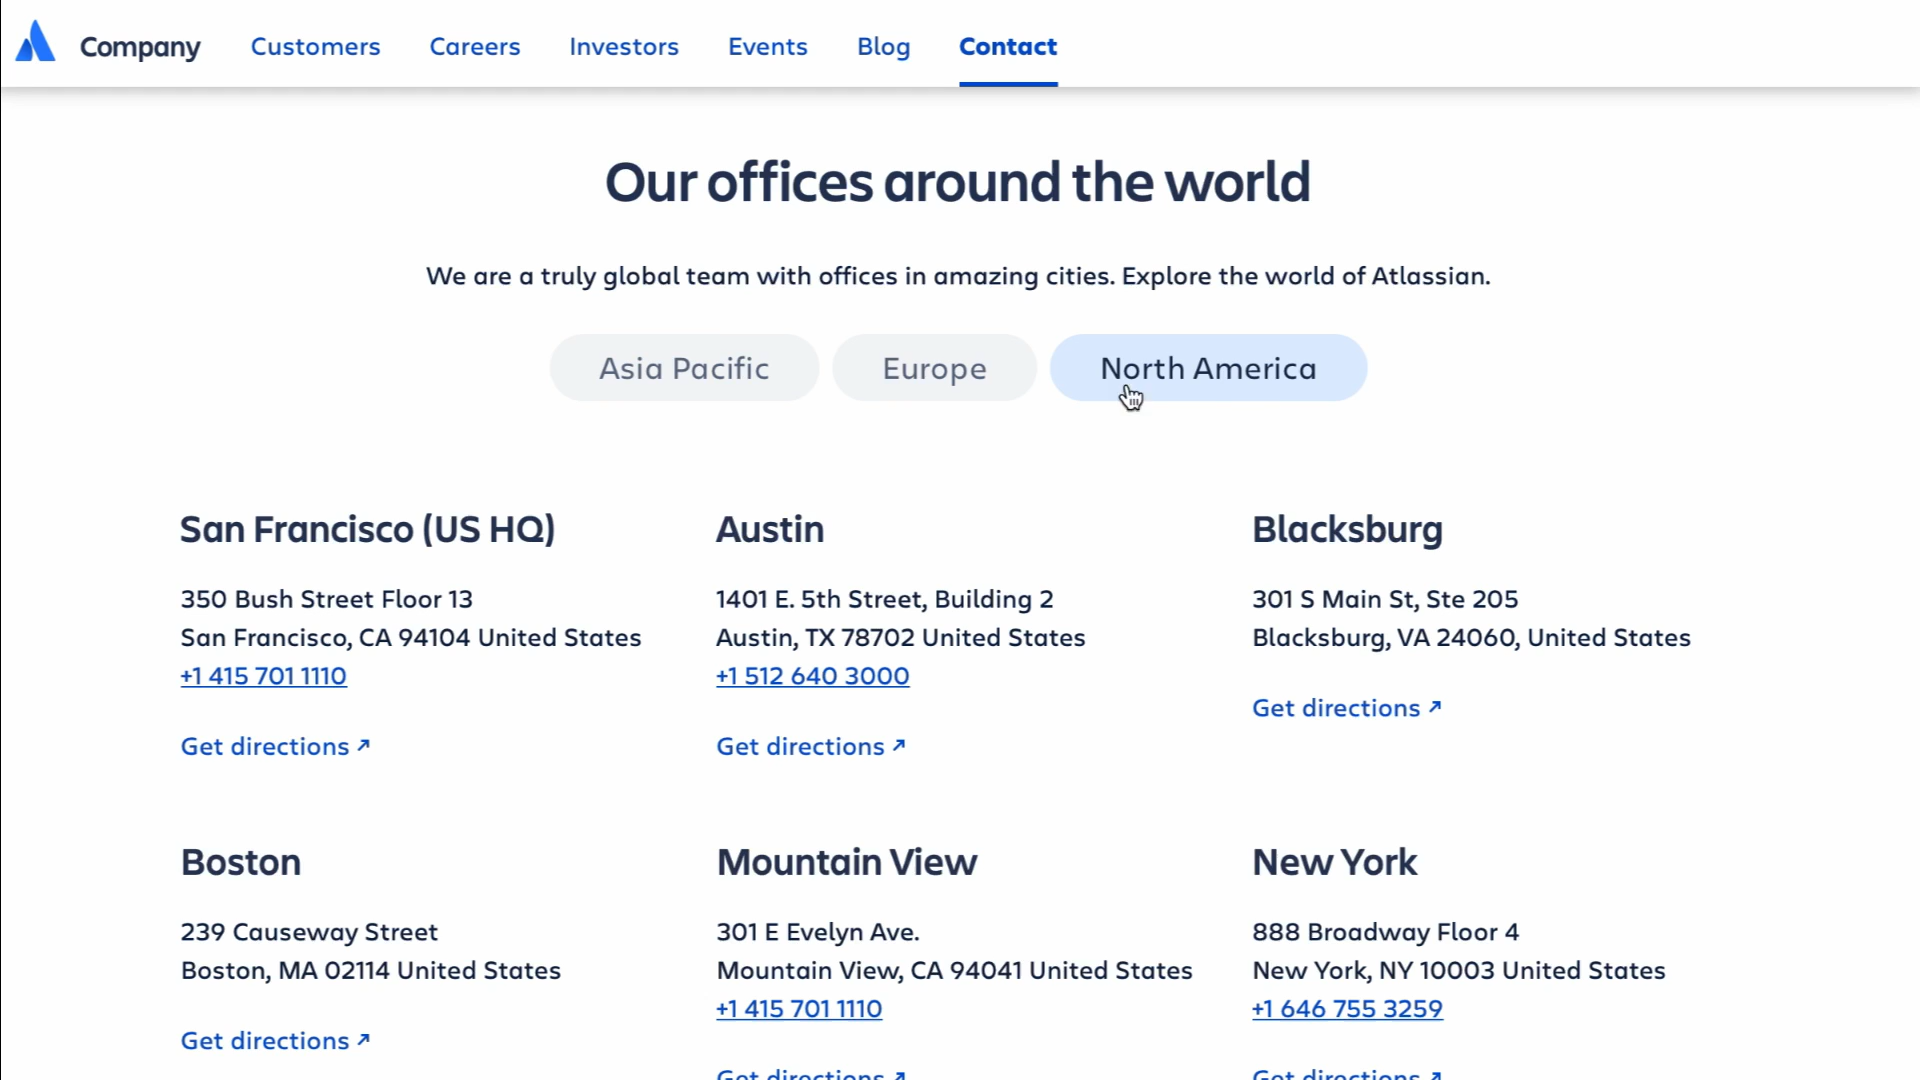 Company Customers Careers Investors Events Blog Contact
Our offices around the world
We are a truly global team with offices in amazing cities. Explore the world of Atlassian.
Asia Pacific Europe North America
San Francisco (US HQ)
350 Bush Street Floor 13
San Francisco, CA 94104 United States
+1 415 701 1110
Get directions
Austin
1401 E. 5th Street, Building 2
Austin, TX 78702 United States
+1 512 640 3000
Get directions
Blacksburg
301 S Main St, Ste 205
Blacksburg, VA 24060, United States
Get directions
Boston
239 Causeway Street
Boston, MA 02114 United States
Get directions
Mountain View
301 E Evelyn Ave.
Mountain View, CA 94041 United States
+1 415 701 1110
Get directions
New York
888 Broadway Floor 4
New York, NY 10003 United States
+1 646 755 3259
Get directions